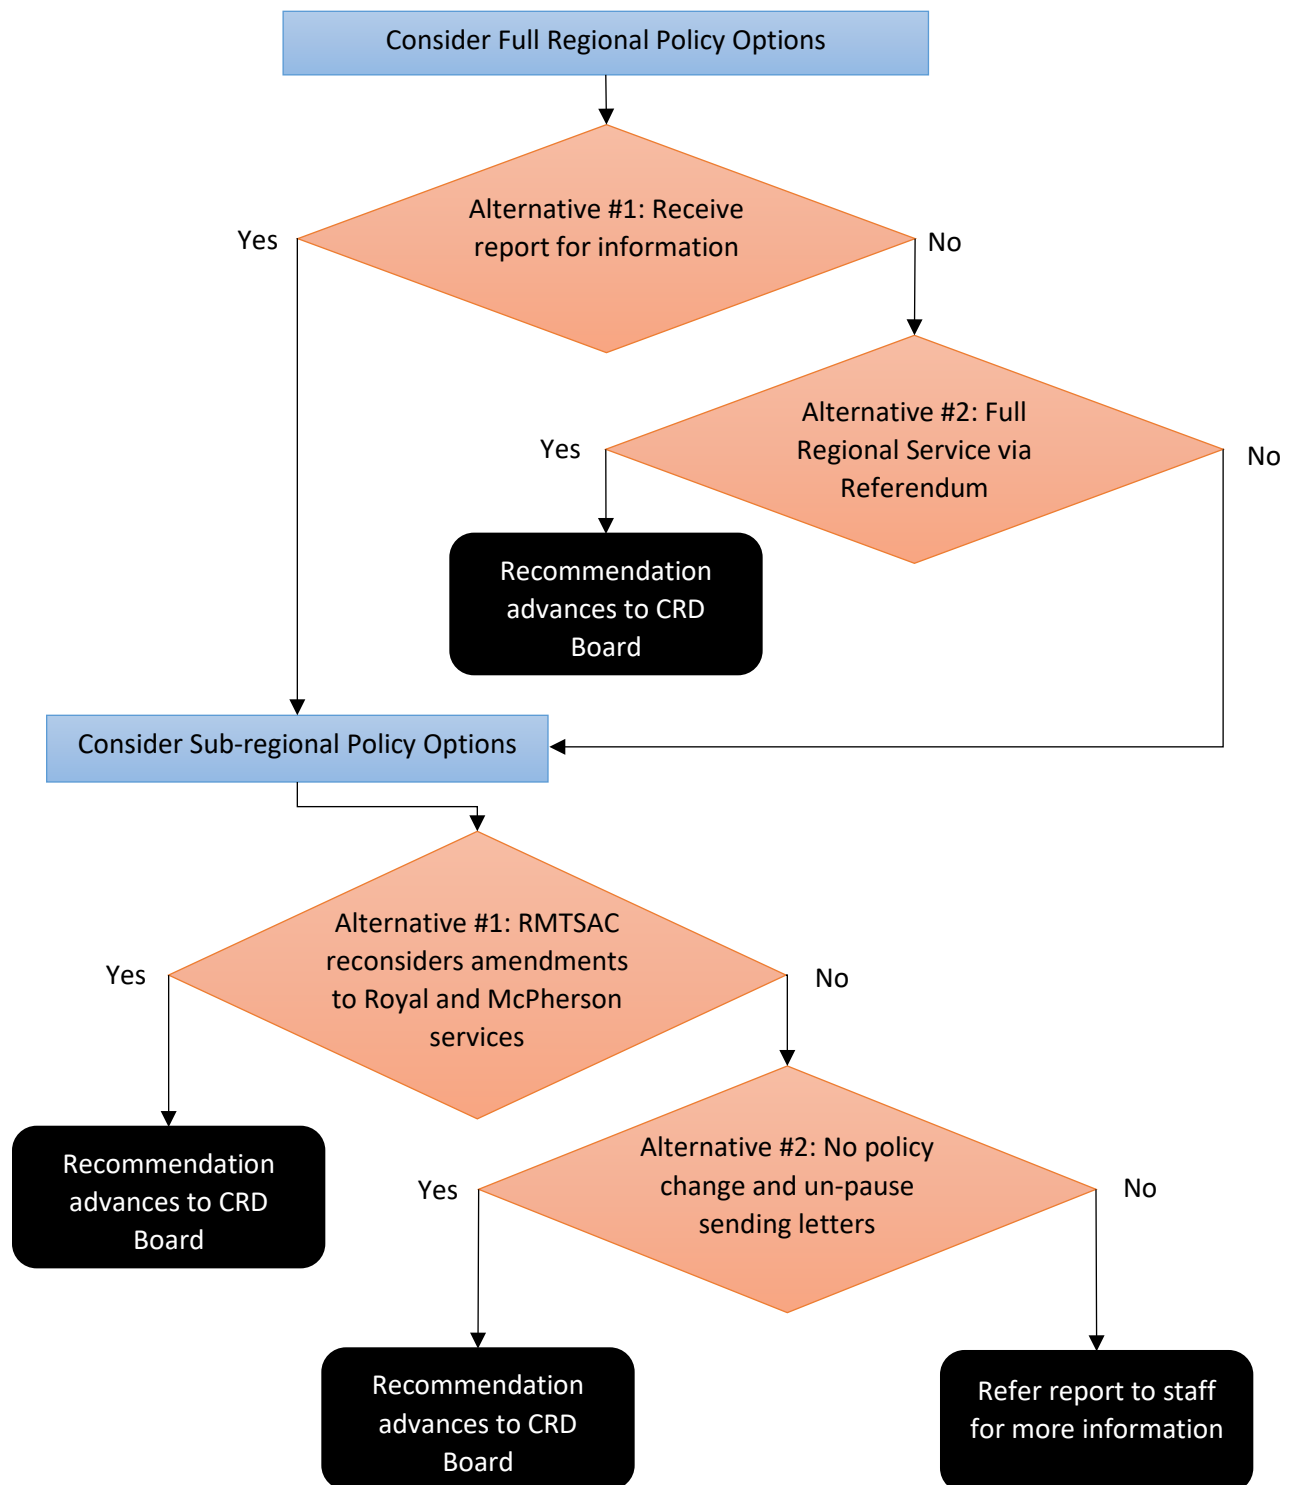 Consider Full Regional Policy Options
Alternative #1: Receive
report for information
Yes
No
Alternative #2: Full
Regional Service via
Referendum
Yes
No
Recommendation
advances to CRD
Board
Consider Sub-regional Policy Options
Alternative #1: RMTSAC
reconsiders amendments
to Royal and McPherson
services
Yes
No
Recommendation
advances to CRD
Board
Alternative #2: No policy
change and un-pause
sending letters
Yes
No
Recommendation
advances to CRD
Board
Refer report to staff
for more information